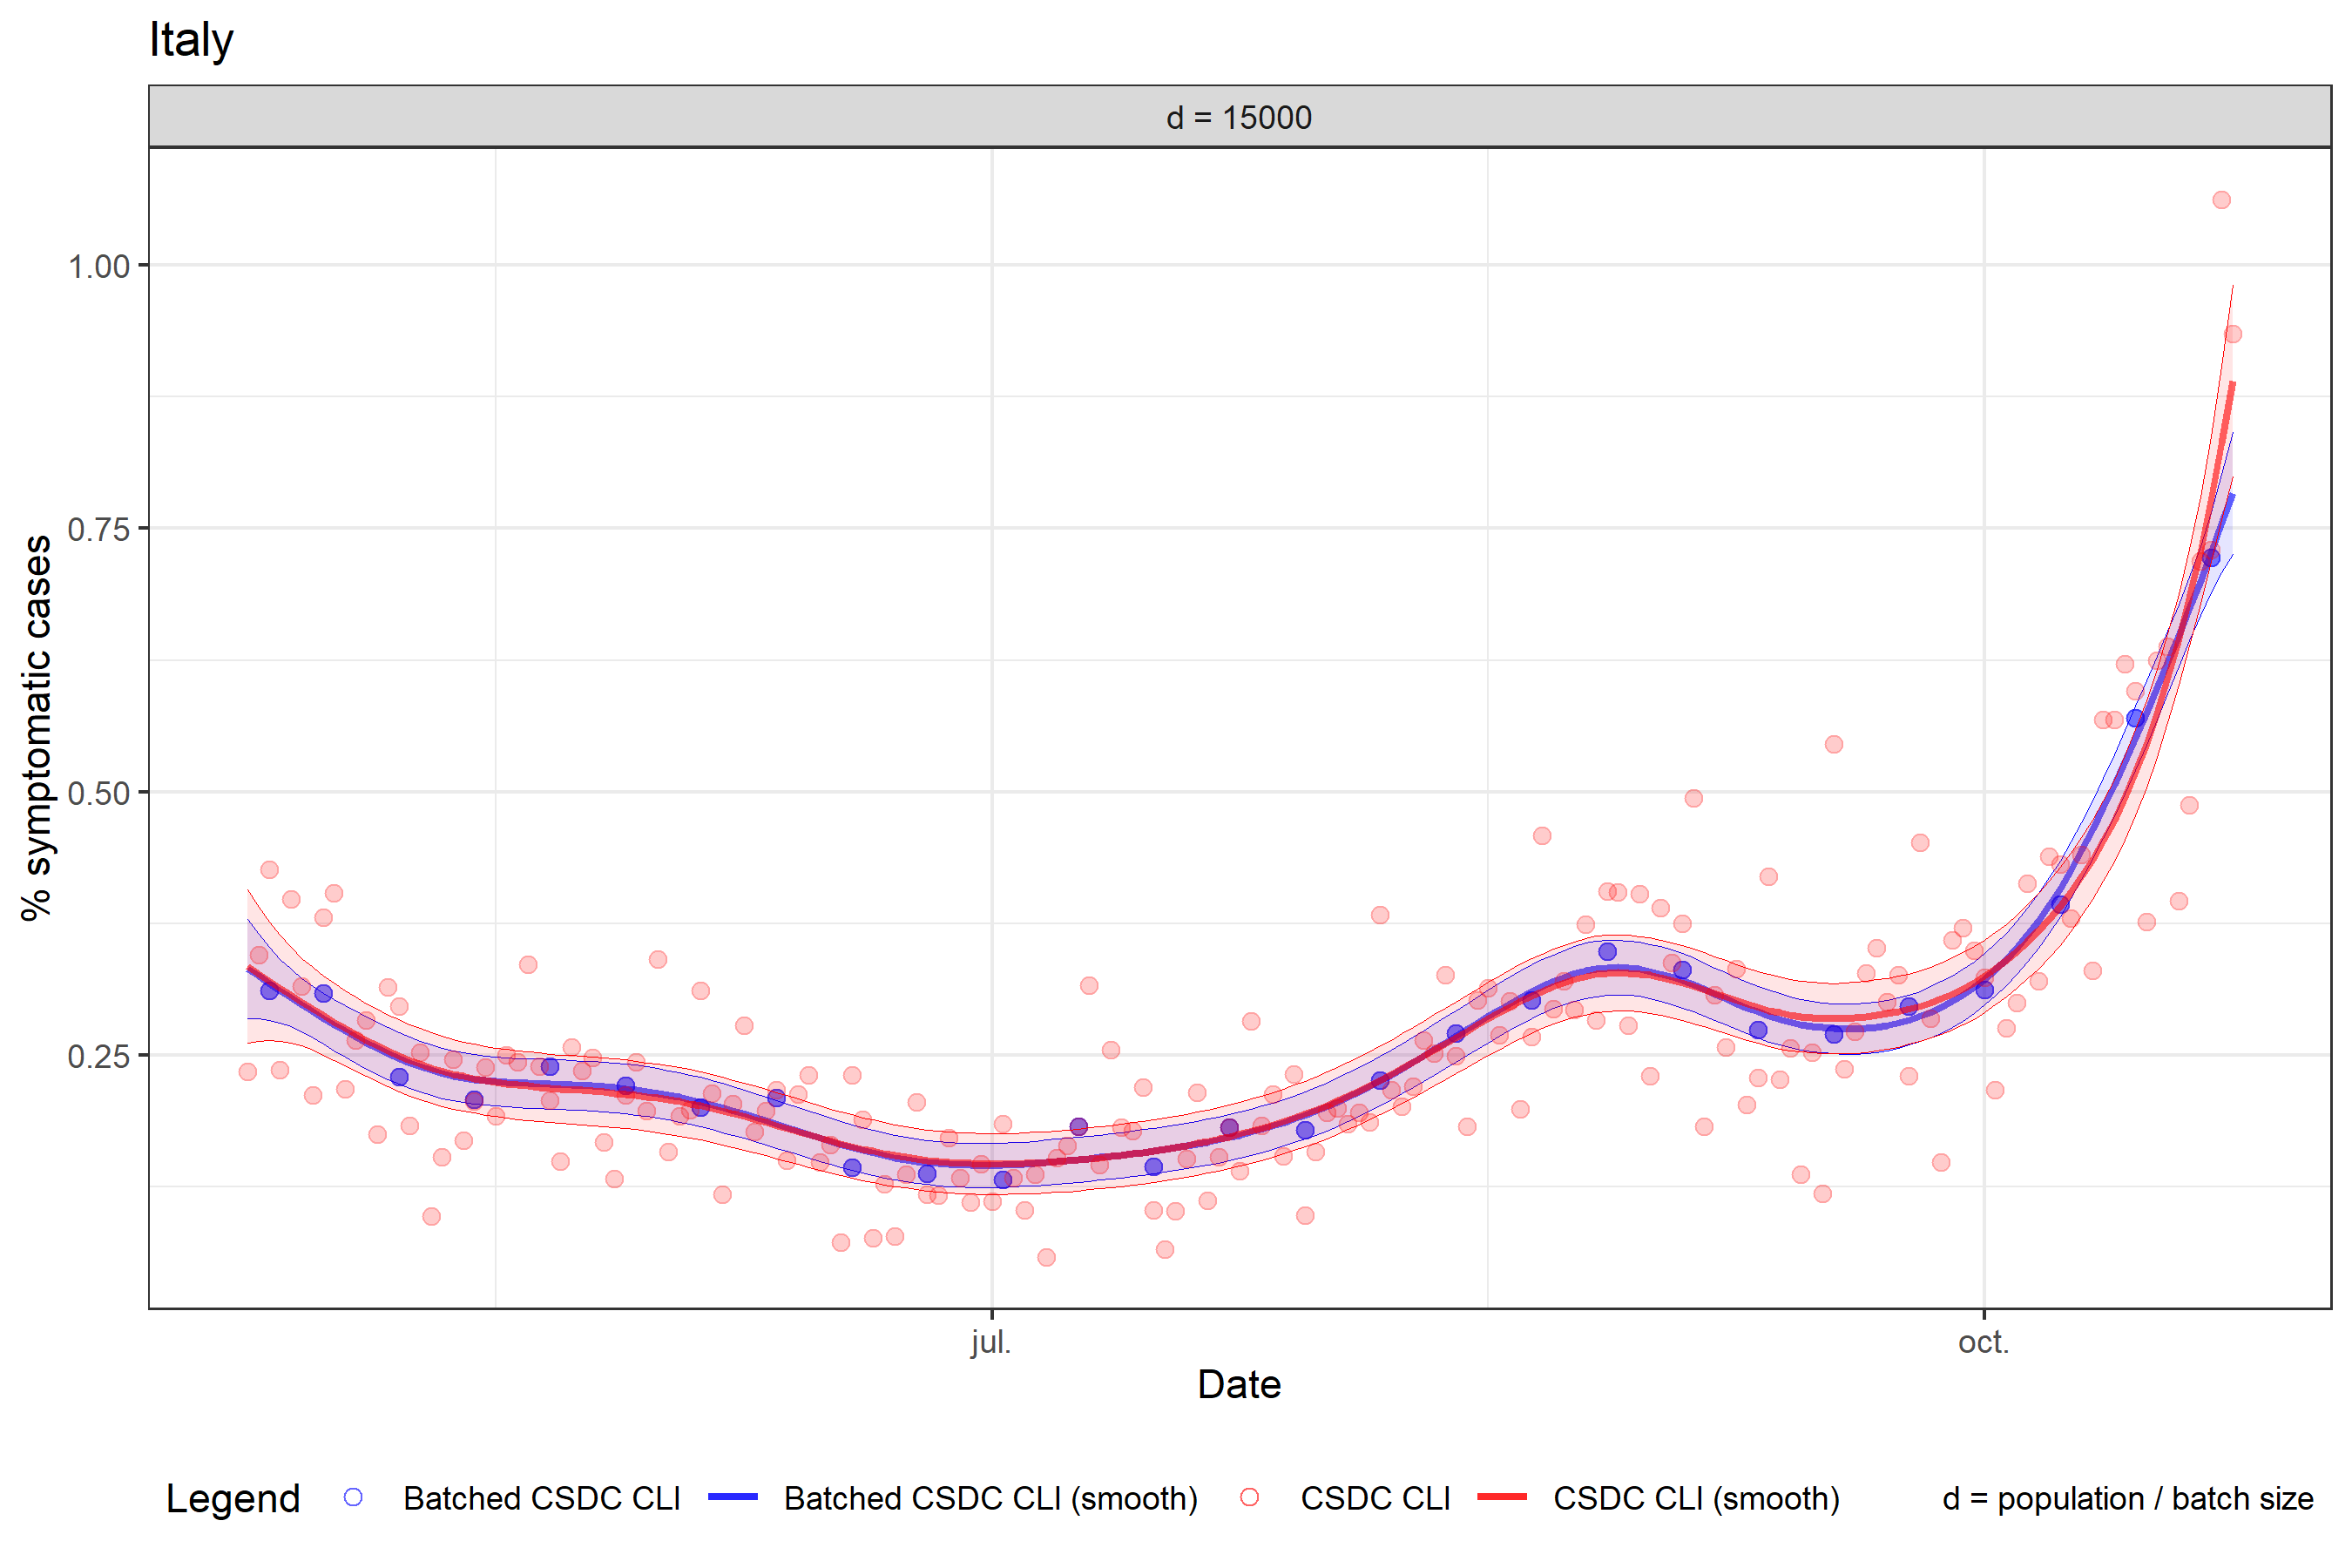 Italy
d = 15000
% symptomatic cases
1.00
0.75
0.50
0.25
jul.
oct.
Date
Legend
Batched CSDC CLI
Batched CSDC CLI (smooth)
CSDC CLI
CSDC CLI (smooth)
d = population / batch size